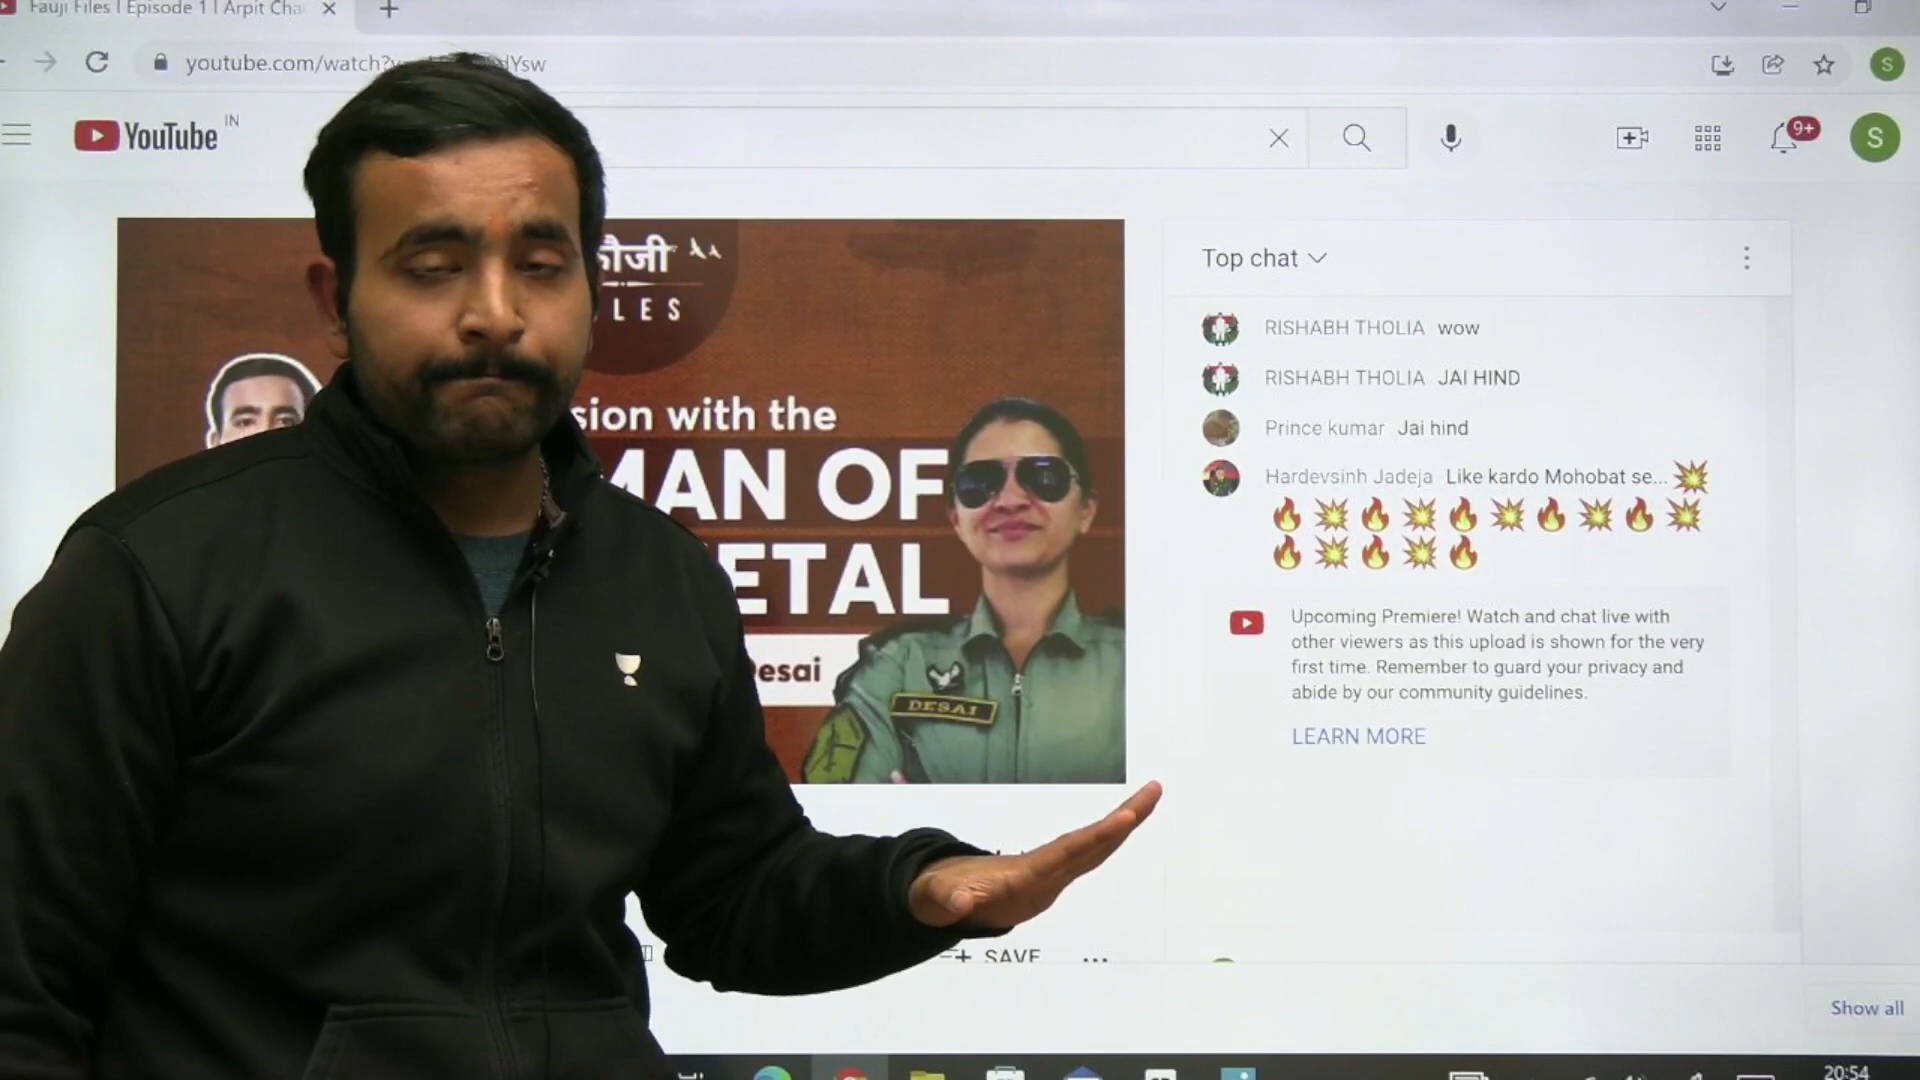 Fauji Files | Episode 1 | Arpit Cha
youtube.com/watch?v
dYsw
S
YouTube
IN
9+
S
फौजी
LES
sion with the
MAN OF
ETAL
esai
DESAI
Top chat
RISHABH THOLIA wow
RISHABH THOLIA JAI HIND
Prince kumar Jai hind
Hardevsinh Jadeja Like kardo Mohobat se...
Upcoming Premiere! Watch and chat live with
other viewers as this upload is shown for the very
first time. Remember to guard your privacy and
abide by our community guidelines.
LEARN MORE
SAVE
Show all
20:54